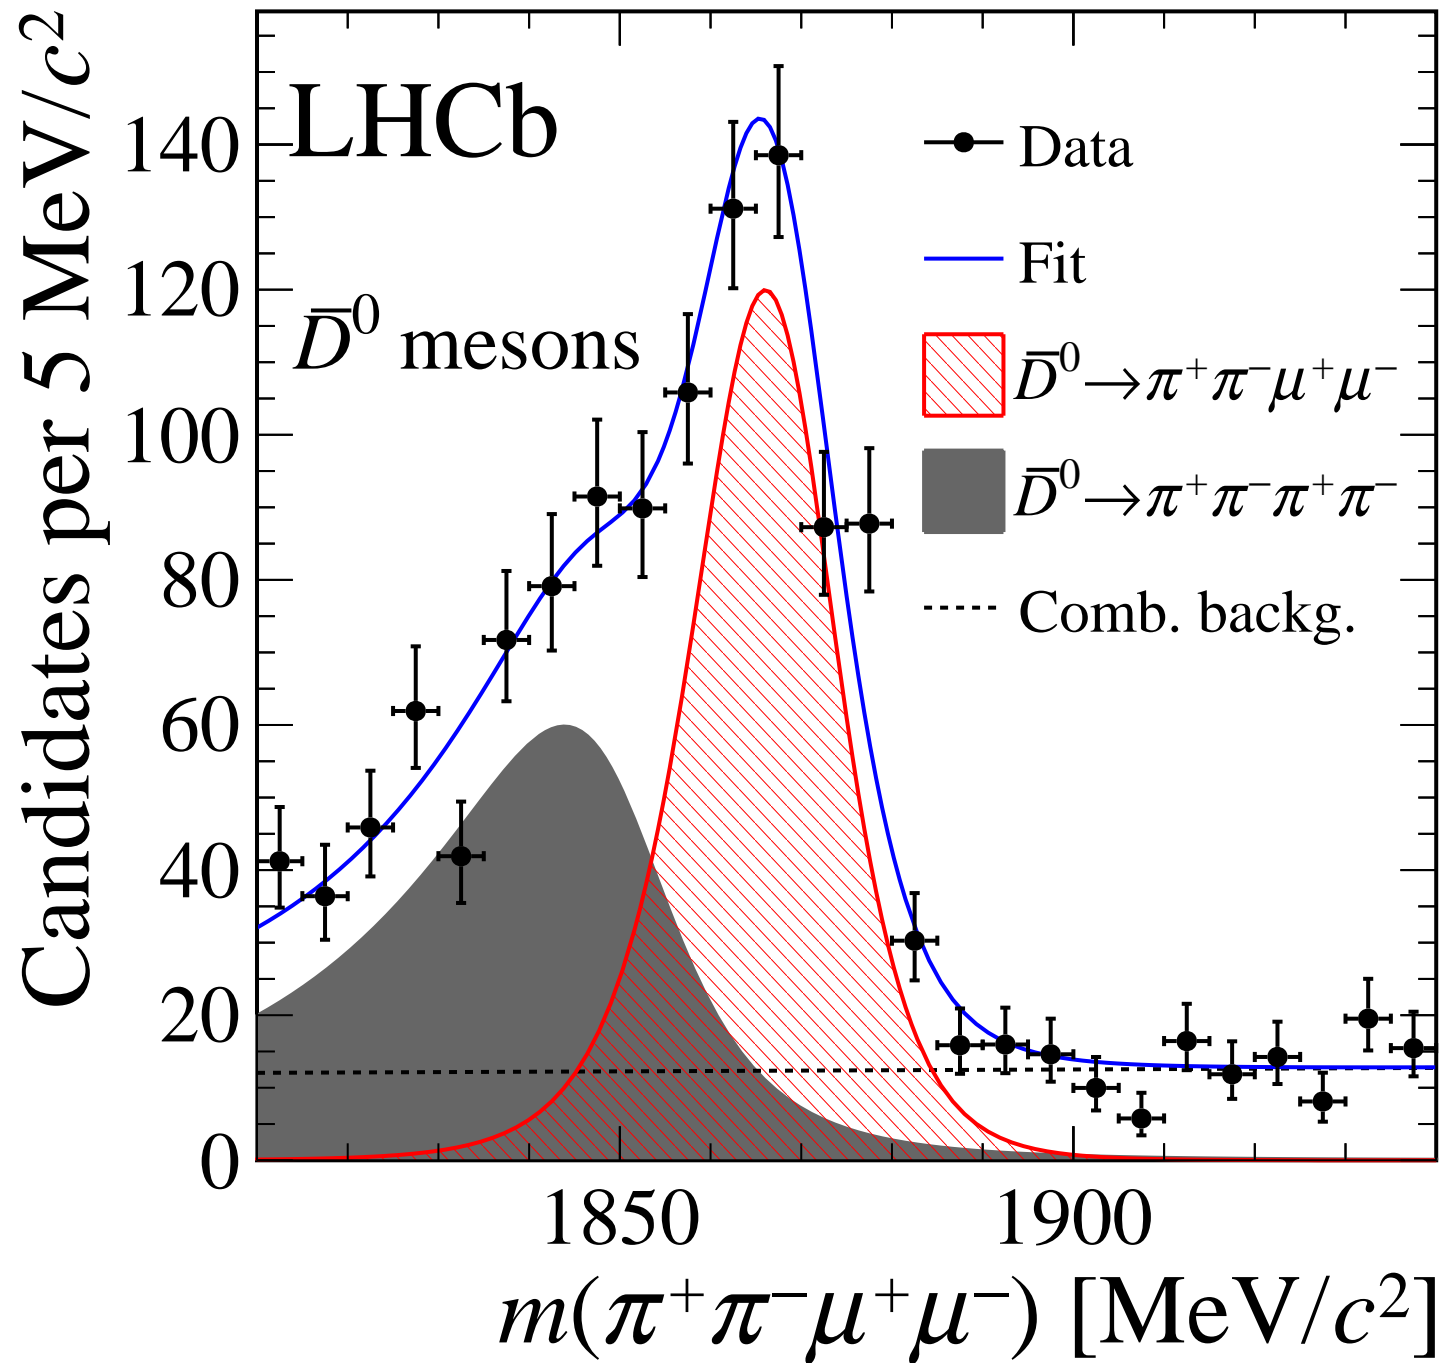 LHCb
D̅⁰ mesons
Data
Fit
D̅⁰→π⁺π⁻μ⁺μ⁻
D̅⁰→π⁺π⁻π⁺π⁻
Comb. backg.
Candidates per 5 MeV/c²
140
120
100
80
60
40
20
0
1850 1900
m(π⁺π⁻μ⁺μ⁻) [MeV/c²]